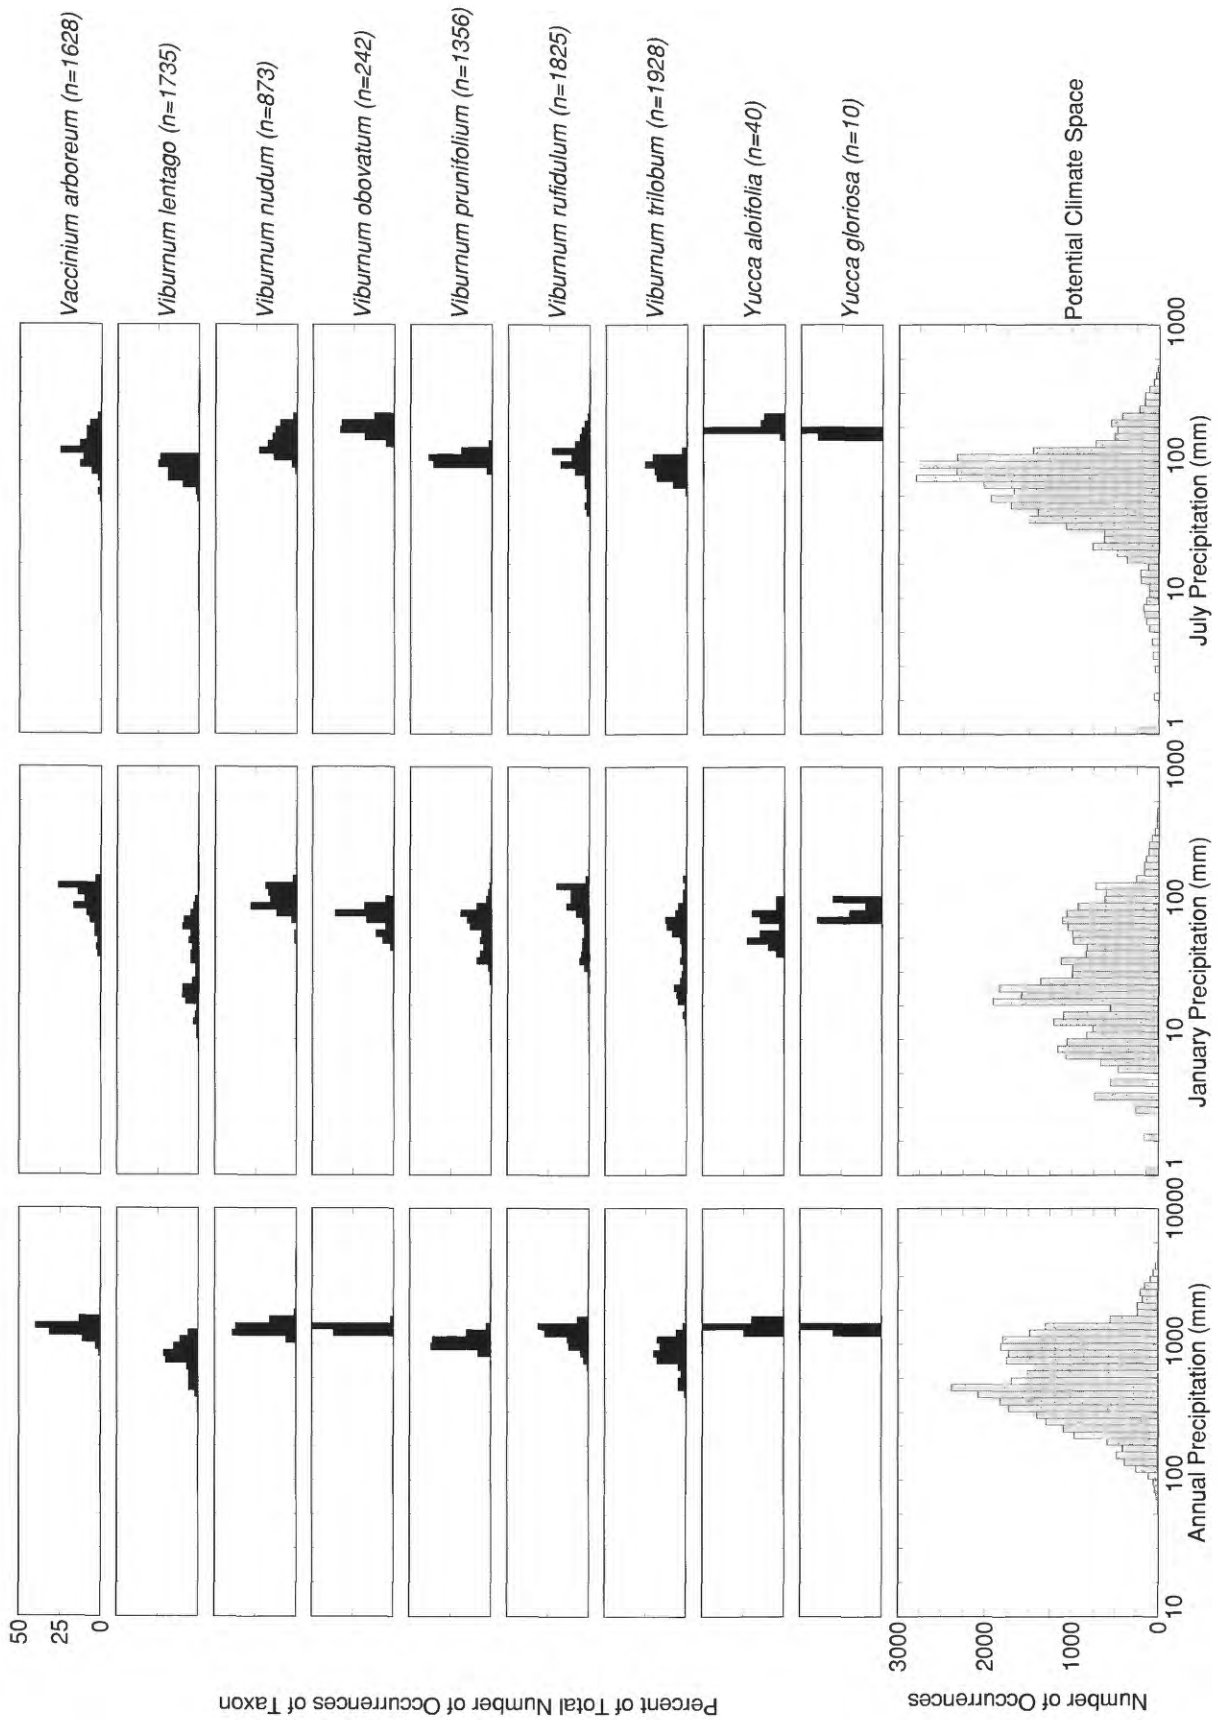 Vaccinium arboreum (n=1628)
Viburnum lentago (n=1735)
Viburnum nudum (n=873)
Viburnum obovatum (n=242)
Viburnum prunifolium (n=1356)
Viburnum rufidulum (n=1825)
Viburnum trilobum (n=1928)
Yucca aloifolia (n=40)
Yucca gloriosa (n=10)
Potential Climate Space
50
25
0
Percent of Total Number of Occurrences of Taxon
3000
2000
1000
0
Number of Occurrences
10
100
1000
10000
Annual Precipitation (mm)
1
10
100
1000
January Precipitation (mm)
1
10
100
1000
July Precipitation (mm)